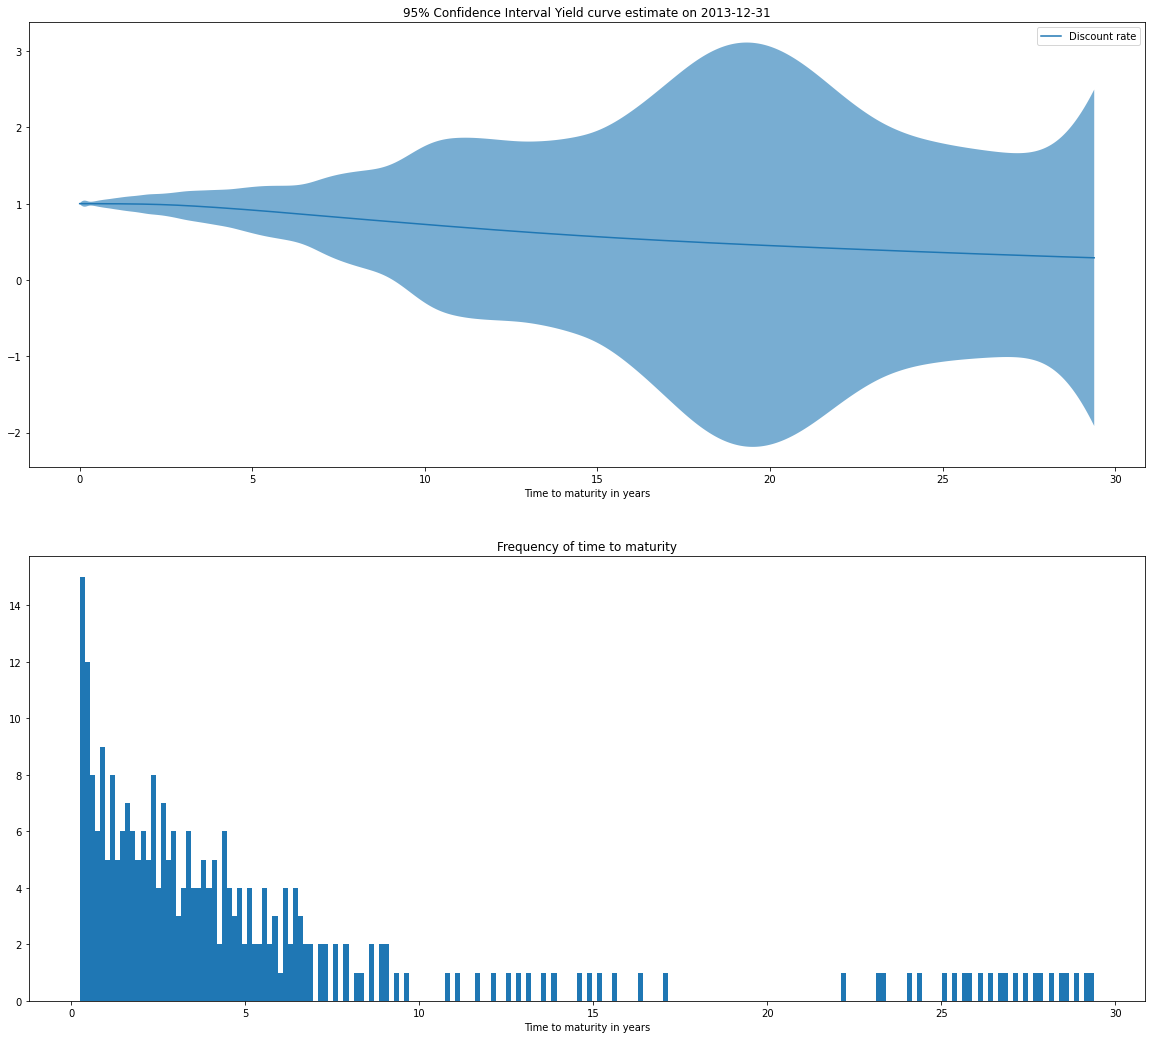 95% Confidence Interval Yield curve estimate on 2013-12-31
Discount rate
3
2
1
0
−1
−2
0 5 10 15 20 25 30
Time to maturity in years
Frequency of time to maturity
14
12
10
8
6
4
2
0
0 5 10 15 20 25 30
Time to maturity in years